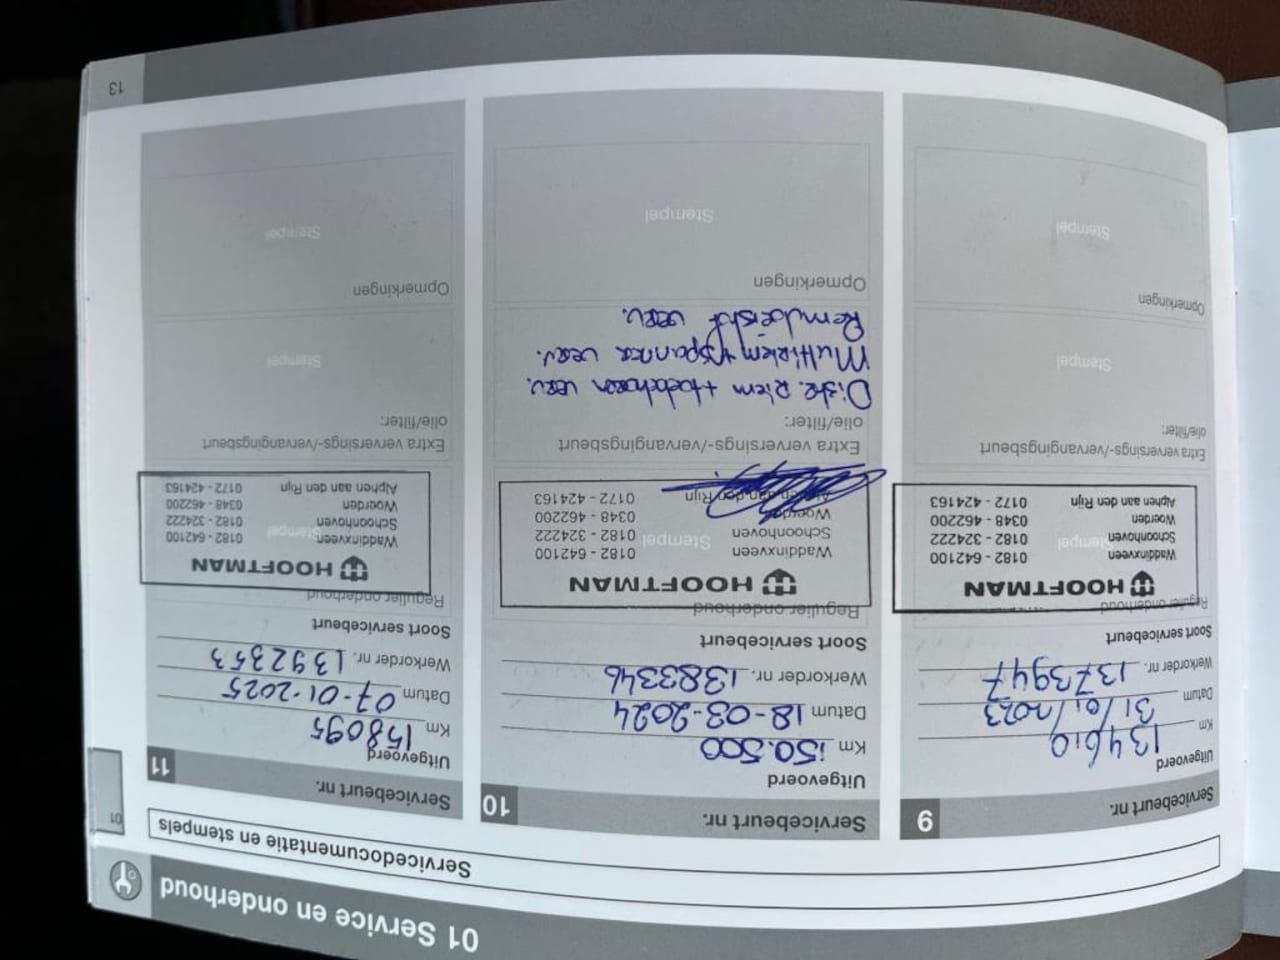 01 Service en onderhoud
Servicedocumentatie en stempels
01
Servicebeurt nr. 9
Uitgevoerd
Km 134610
Datum 31/01/2023
Werkorder nr. 1373947
Soort servicebeurt
Regulier onderhoud
HOOFTMAN
Waddinxveen 0182 - 642100
Schoonhoven 0182 - 324222
Woerden 0348 - 462200
Alphen aan den Rijn 0172 - 424163
Stempel
Extra verversings-/vervangingsbeurt
olie/filter:
Stempel
Opmerkingen
Stempel
Servicebeurt nr. 10
Uitgevoerd
Km 150.500
Datum 18-03-2024
Werkorder nr. 1383346
Soort servicebeurt
Regulier onderhoud
HOOFTMAN
Waddinxveen 0182 - 642100
Schoonhoven 0182 - 324222
Woerden 0348 - 462200
Alphen aan den Rijn 0172 - 424163
Stempel
Extra verversings-/vervangingsbeurt
olie/filter:
Distr. Riem + toebehoren verv.
Multiriem + spanner verv.
Remvloeistof verv.
Opmerkingen
Stempel
Servicebeurt nr. 11
Uitgevoerd
Km 158095
Datum 07-01-2025
Werkorder nr. 1392353
Soort servicebeurt
Regulier onderhoud
HOOFTMAN
Waddinxveen 0182 - 642100
Schoonhoven 0182 - 324222
Woerden 0348 - 462200
Alphen aan den Rijn 0172 - 424163
Stempel
Extra verversings-/vervangingsbeurt
olie/filter:
Stempel
Opmerkingen
Stempel
13